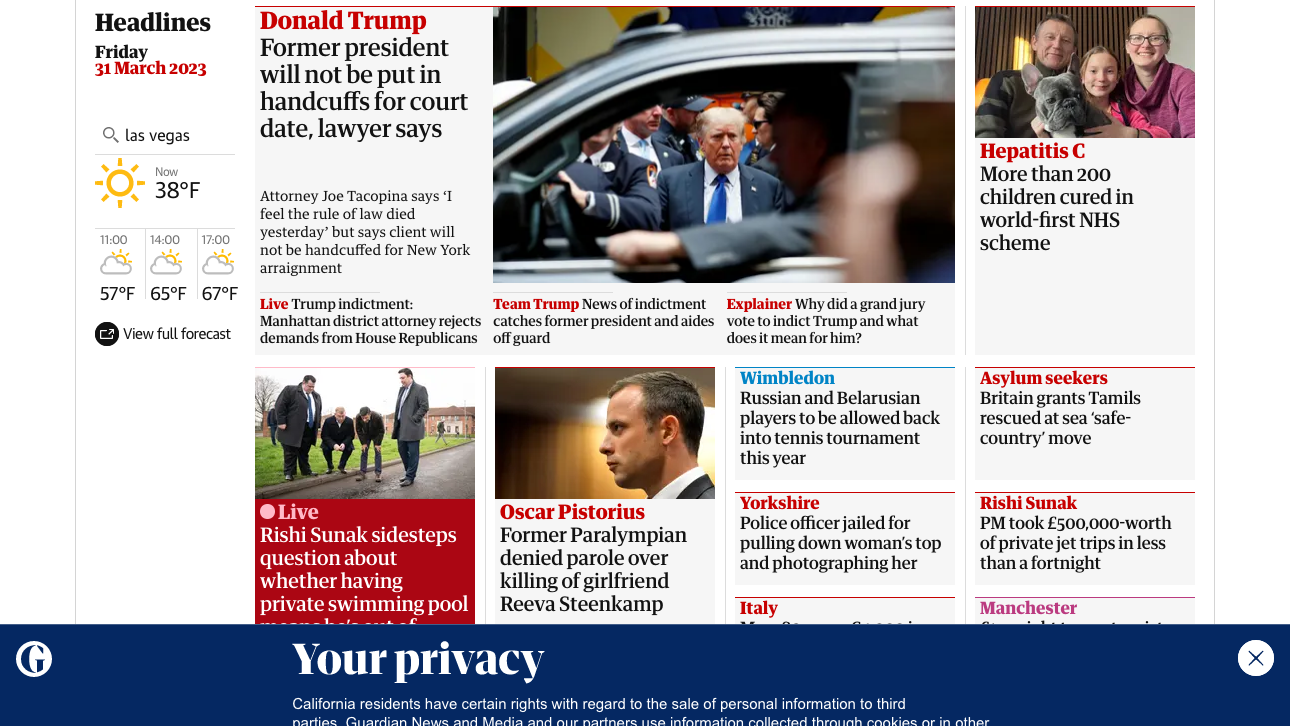 Headlines
Friday
31 March 2023
las vegas
Now
38°F
11:00
14:00
17:00
57°F
65°F
67°F
View full forecast
Donald Trump
Former president
will not be put in
handcuffs for court
date, lawyer says
Attorney Joe Tacopina says ‘I
feel the rule of law died
yesterday’ but says client will
not be handcuffed for New York
arraignment
Live Trump indictment:
Manhattan district attorney rejects
demands from House Republicans
Team Trump News of indictment
catches former president and aides
off guard
Explainer Why did a grand jury
vote to indict Trump and what
does it mean for him?
Hepatitis C
More than 200
children cured in
world-first NHS
scheme
Live
Rishi Sunak sidesteps
question about
whether having
private swimming pool
Oscar Pistorius
Former Paralympian
denied parole over
killing of girlfriend
Reeva Steenkamp
Wimbledon
Russian and Belarusian
players to be allowed back
into tennis tournament
this year
Yorkshire
Police officer jailed for
pulling down woman’s top
and photographing her
Italy
Asylum seekers
Britain grants Tamils
rescued at sea ‘safe-
country’ move
Rishi Sunak
PM took £500,000-worth
of private jet trips in less
than a fortnight
Manchester
G
Your privacy
California residents have certain rights with regard to the sale of personal information to third
parties. Guardian News and Media and our partners use information collected through cookies or in other